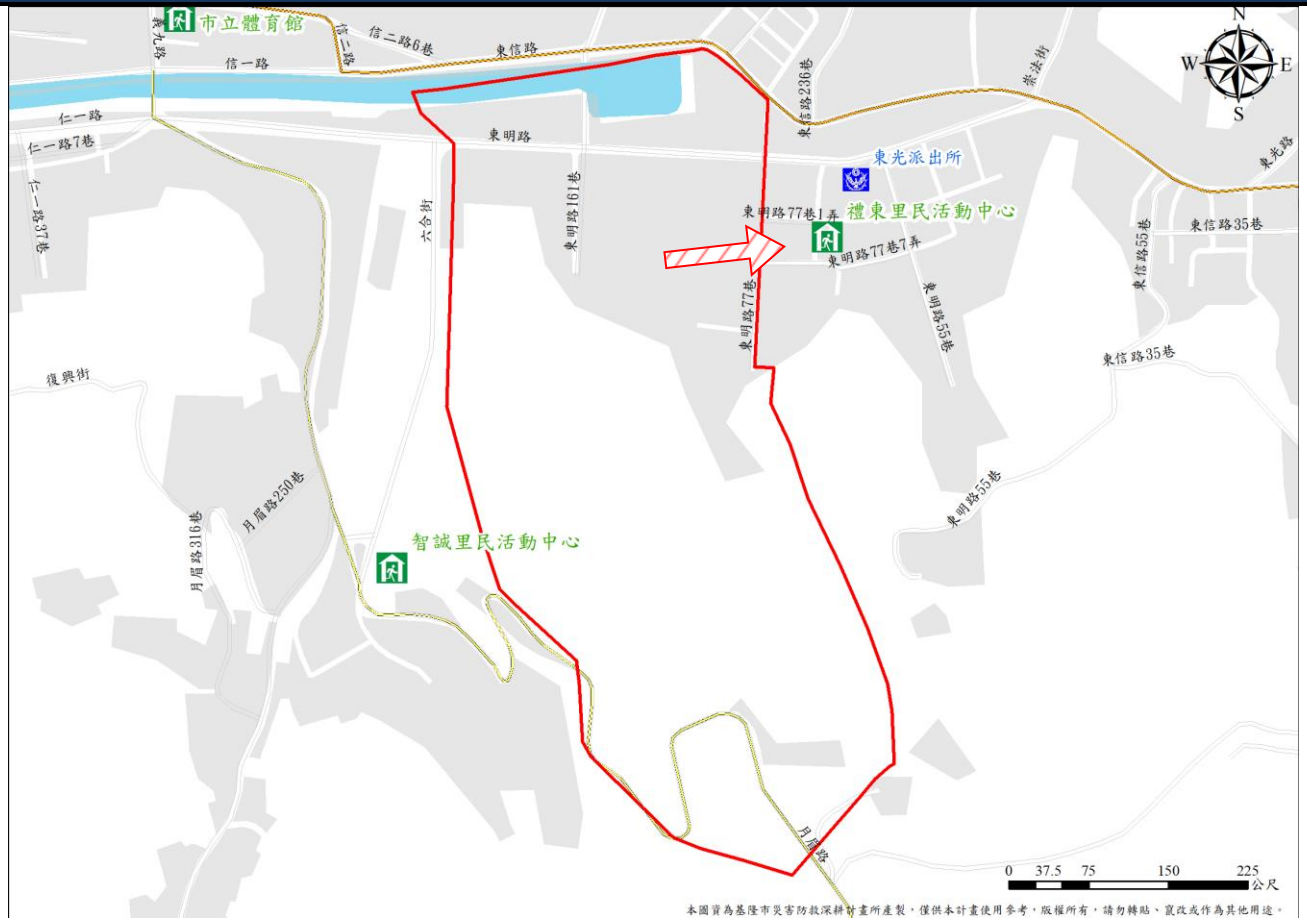 市立體育館
義九路
信二路
信二路6巷
東信路
信一路
N
W
E
S
崇法街
東信路236巷
仁一路
仁一路7巷
仁一路37巷
東明路
東光派出所
東光路
六合街
東明路161巷
東明路77巷1弄
禮東里民活動中心
東明路77巷7弄
東信路55巷
東信路35巷
東明路77巷
東明路55巷
東信路35巷
復興街
月眉路250巷
月眉路316巷
智誠里民活動中心
東明路55巷
月眉路
0 37.5 75 150 225
公尺
本圖資為基隆市災害防救深耕計畫所產製，僅供本計畫使用參考，版權所有，請勿轉貼、竄改或作為其他用途。